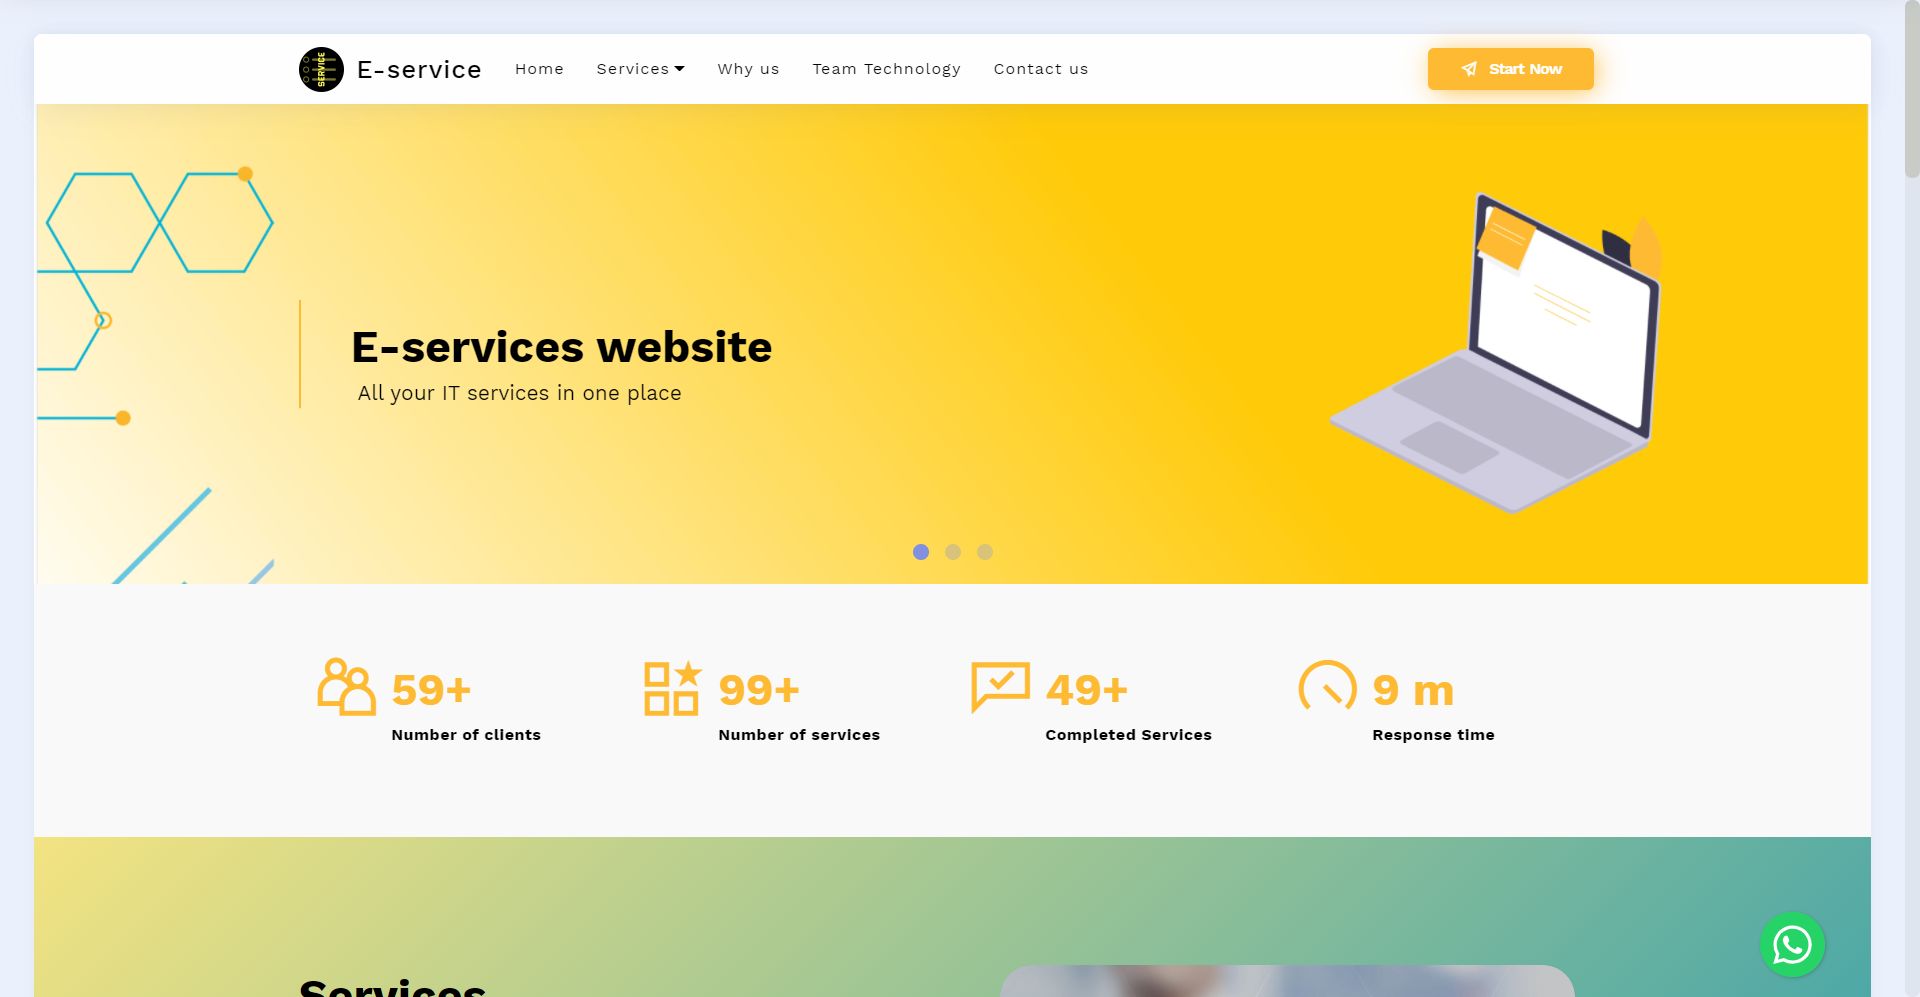 SERVICE
E-service
Home
Services
Why us
Team Technology
Contact us
Start Now
E-services website
All your IT services in one place
59+
Number of clients
99+
Number of services
49+
Completed Services
9 m
Response time
Services